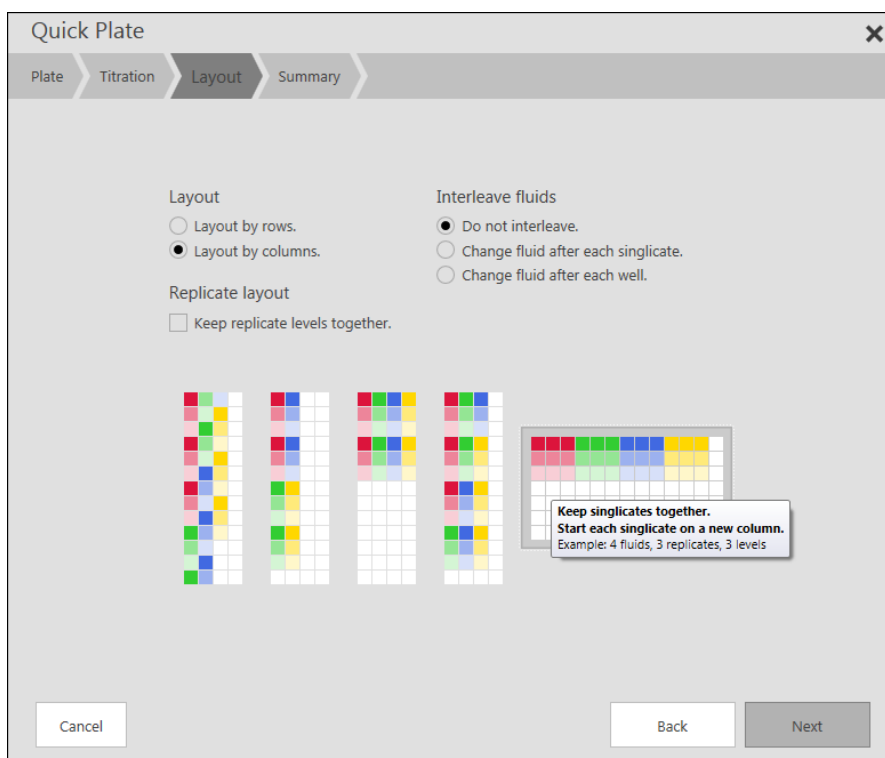 Quick Plate
Plate
Titration
Layout
Summary
Layout
Layout by rows.
Layout by columns.
Replicate layout
Keep replicate levels together.
Interleave fluids
Do not interleave.
Change fluid after each singlicate.
Change fluid after each well.
Keep singlicates together.
Start each singlicate on a new column.
Example: 4 fluids, 3 replicates, 3 levels
Cancel
Back
Next